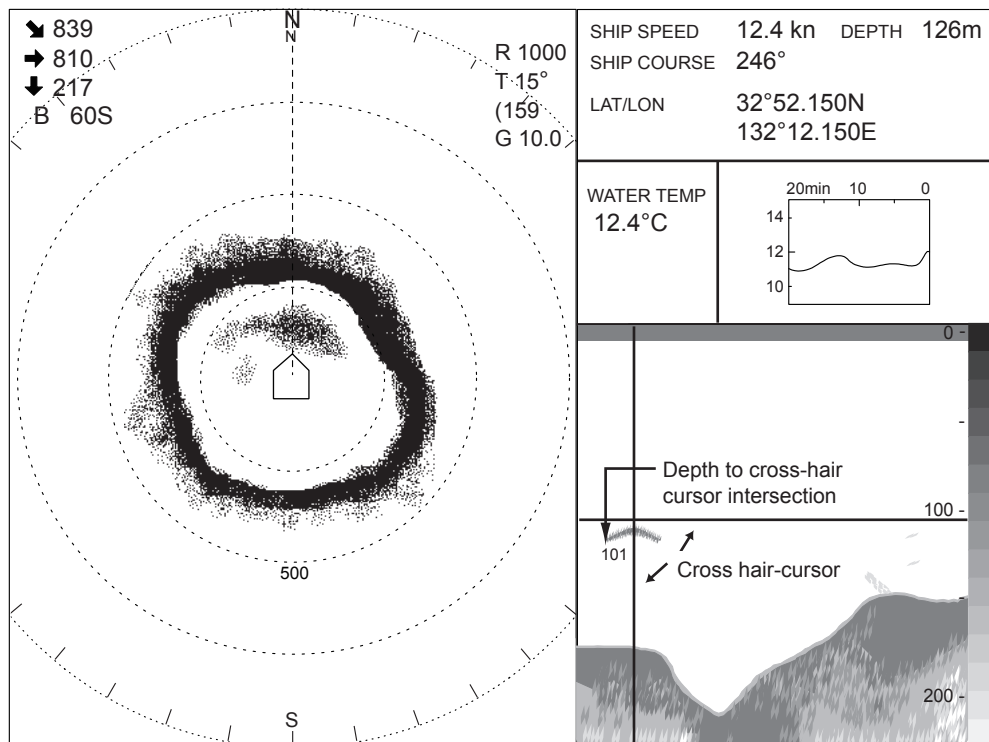 839
810
217
B 60S
N
N
R 1000
T 15°
(159
G 10.0
500
S
SHIP SPEED 12.4 kn DEPTH 126m
SHIP COURSE 246°
LAT/LON 32°52.150N
132°12.150E
WATER TEMP
12.4°C
20min 10 0
14
12
10
0
Depth to cross-hair
cursor intersection
100
101
Cross hair-cursor
200